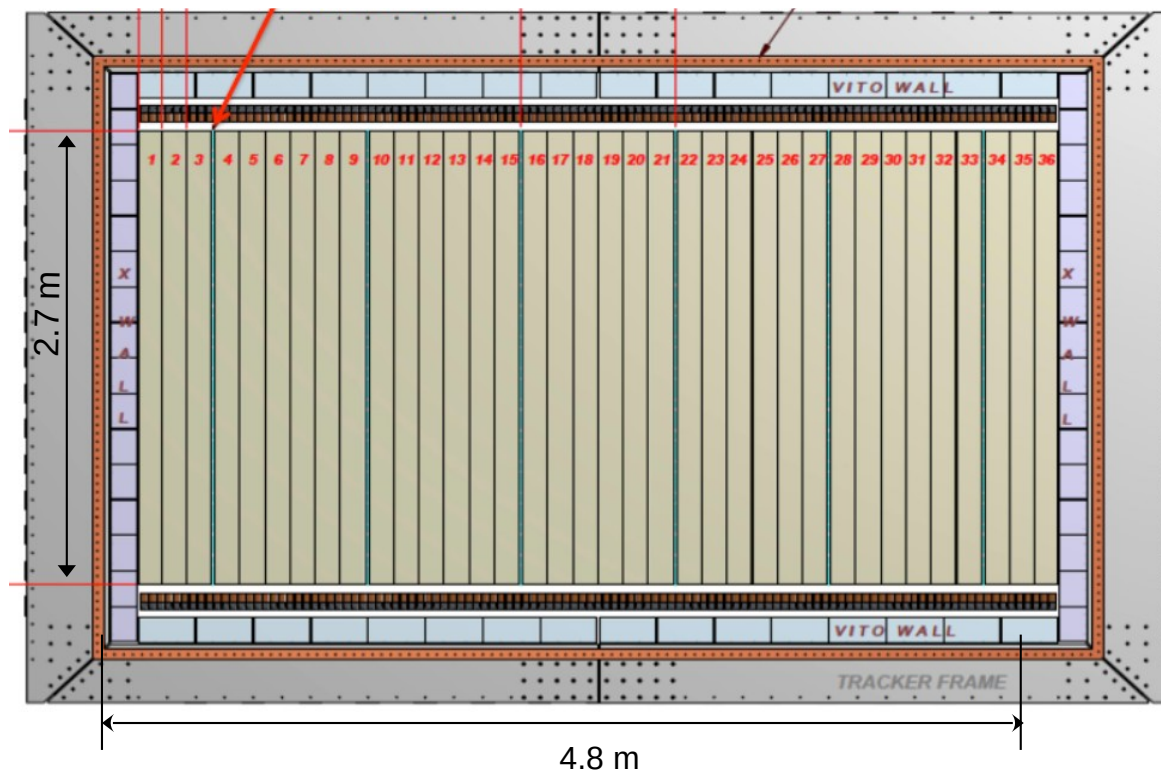 VITO WALL
1 2 3 4 5 6 7 8 9 10 11 12 13 14 15 16 17 18 19 20 21 22 23 24 25 26 27 28 29 30 31 32 33 34 35 36
2.7 m
X WALL
X WALL
VITO WALL
TRACKER FRAME
4.8 m